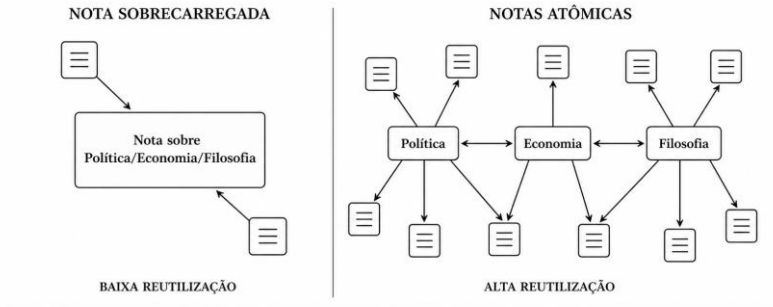 NOTA SOBRECARREGADA
Nota sobre
Política/Economia/Filosofia
BAIXA REUTILIZAÇÃO
NOTAS ATÔMICAS
Política
Economia
Filosofia
ALTA REUTILIZAÇÃO